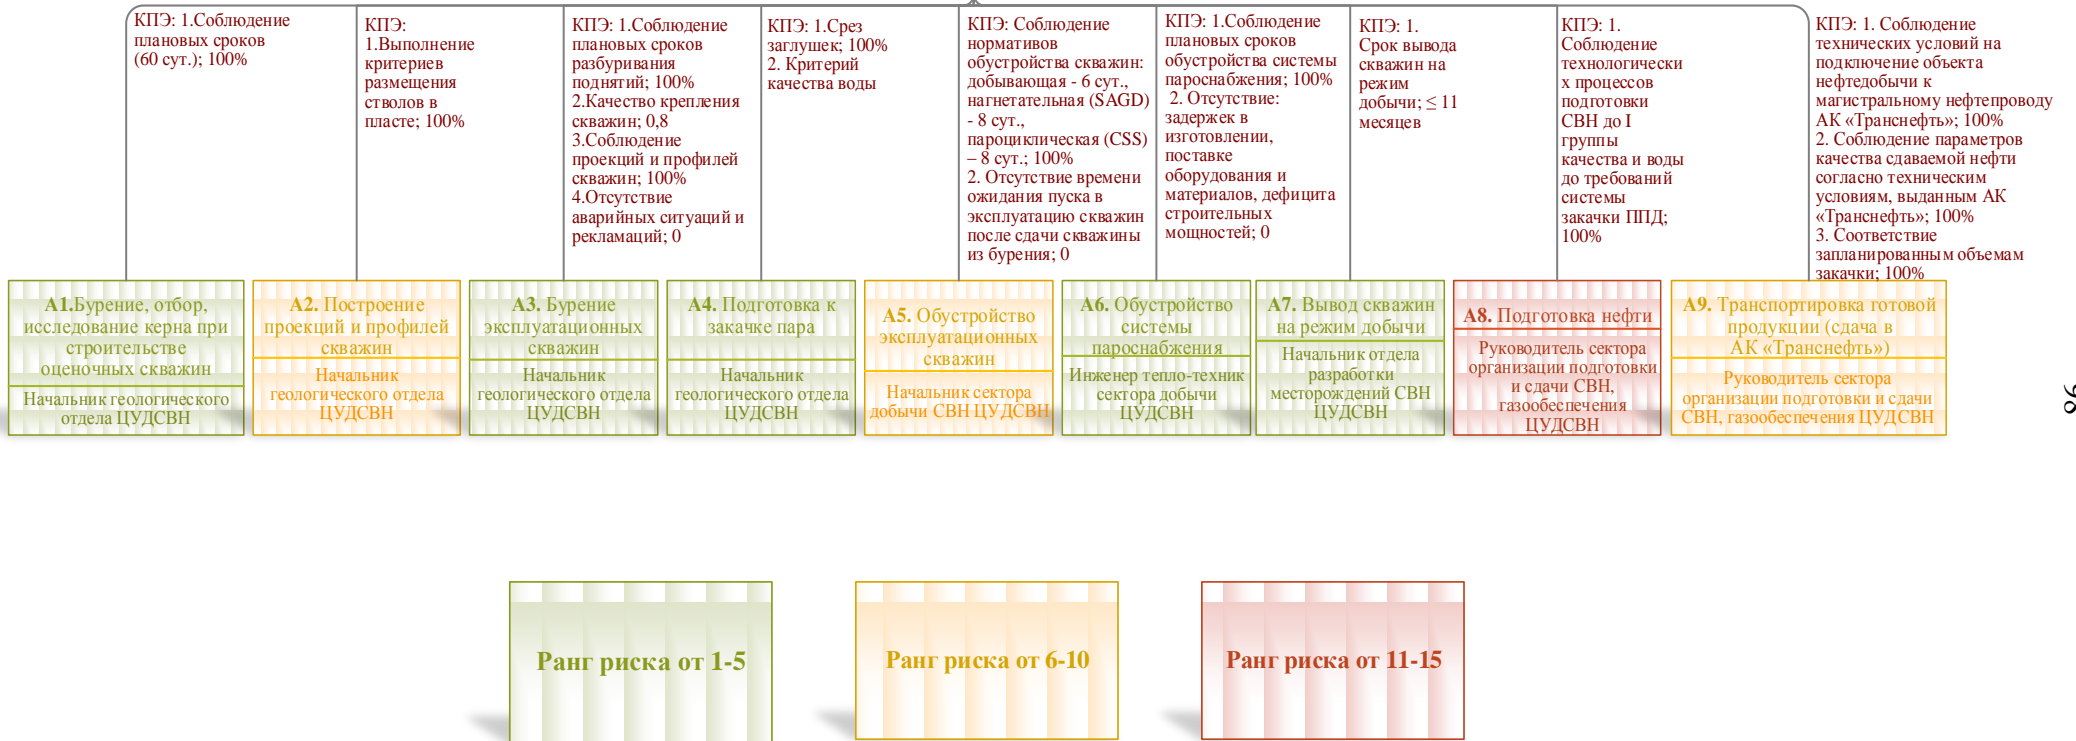 КПЭ: 1.Соблюдение
плановых сроков
(60 сут.); 100%
КПЭ:
1.Выполнение
критериев
размещения
стволов в
пласте; 100%
КПЭ: 1.Соблюдение
плановых сроков
разбуривания
поднятий; 100%
2.Качество крепления
скважин; 0,8
3.Соблюдение
проекций и профилей
скважин; 100%
4.Отсутствие
аварийных ситуаций и
рекламаций; 0
КПЭ: 1.Срез
заглушек; 100%
2. Критерий
качества воды
КПЭ: Соблюдение
нормативов
обустройства скважин:
добывающая - 6 сут.,
нагнетательная (SAGD)
- 8 сут.,
пароциклическая (CSS)
– 8 сут.; 100%
2. Отсутствие времени
ожидания пуска в
эксплуатацию скважин
после сдачи скважины
из бурения; 0
КПЭ: 1.Соблюдение
плановых сроков
обустройства системы
пароснабжения; 100%
2. Отсутствие:
задержек в
изготовлении,
поставке
оборудования и
материалов, дефицита
строительных
мощностей; 0
КПЭ: 1.
Срок вывода
скважин на
режим
добычи; ≤ 11
месяцев
КПЭ: 1.
Соблюдение
технологически
х процессов
подготовки
СВН до I
группы
качества и воды
до требований
системы
закачки ППД;
100%
КПЭ: 1. Соблюдение
технических условий на
подключение объекта
нефтедобычи к
магистральному нефтепроводу
АК «Транснефть»; 100%
2. Соблюдение параметров
качества сдаваемой нефти
согласно техническим
условиям, выданным АК
«Транснефть»; 100%
3. Соответствие
запланированным объемам
закачки; 100%
А1.Бурение, отбор,
исследование керна при
строительстве
оценочных скважин
Начальник геологического
отдела ЦУДСВН
А2. Построение
проекций и профилей
скважин
Начальник
геологического отдела
ЦУДСВН
А3. Бурение
эксплуатационных
скважин
Начальник
геологического отдела
ЦУДСВН
А4. Подготовка к
закачке пара
Начальник
геологического отдела
ЦУДСВН
А5. Обустройство
эксплуатационных
скважин
Начальник сектора
добычи СВН ЦУДСВН
А6. Обустройство
системы
пароснабжения
Инженер тепло-техник
сектора добычи
ЦУДСВН
А7. Вывод скважин
на режим добычи
Начальник отдела
разработки
месторождений СВН
ЦУДСВН
А8. Подготовка нефти
Руководитель сектора
организации подготовки
и сдачи СВН,
газообеспечения
ЦУДСВН
А9. Транспортировка готовой
продукции (сдача в
АК «Транснефть»)
Руководитель сектора
организации подготовки и сдачи
СВН, газообеспечения ЦУДСВН
Ранг риска от 1-5
Ранг риска от 6-10
Ранг риска от 11-15